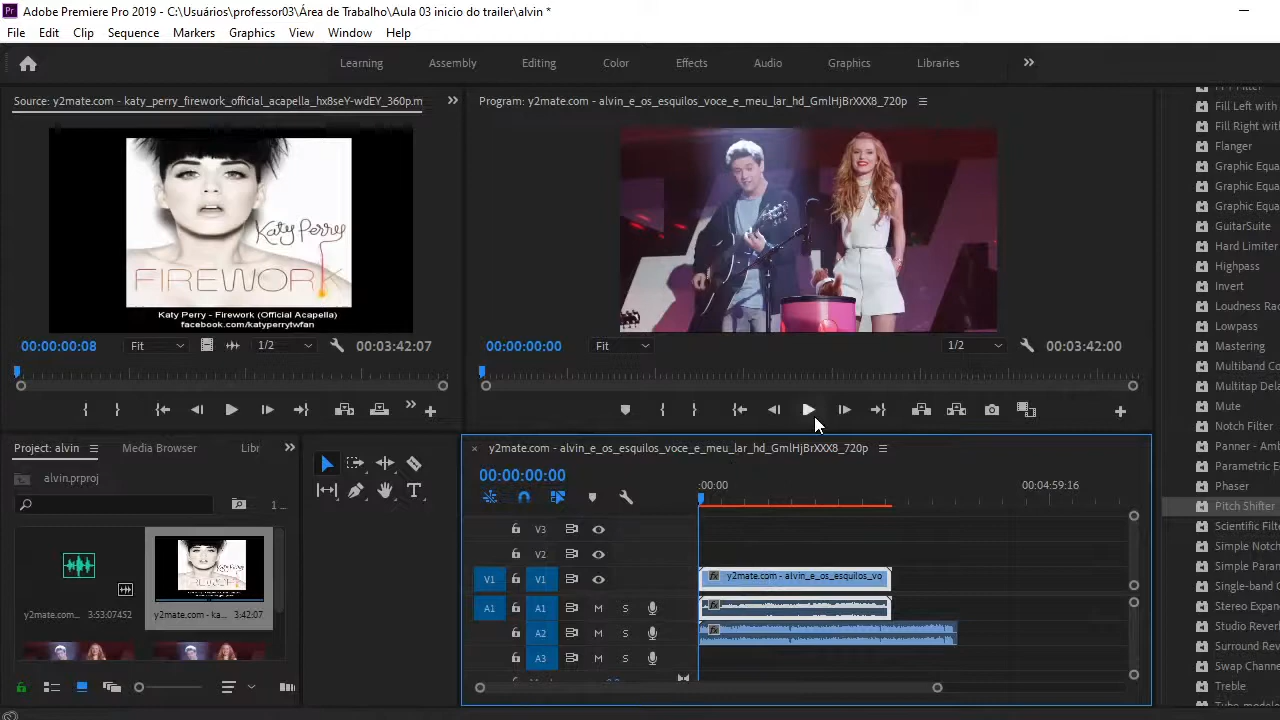 Adobe Premiere Pro 2019 - C:\Usuários\professor03\Área de Trabalho\Aula 03 inicio do trailer\alvin *
File Edit Clip Sequence Markers Graphics View Window Help
Learning Assembly Editing Color Effects Audio Graphics Libraries
Source: y2mate.com - katy_perry_firework_official_acapella_hx8seY-wdEY_360p.m
Program: y2mate.com - alvin_e_os_esquilos_voce_e_meu_lar_hd_GmlHjBrXXX8_720p
Katy Perry
FIREWORK
Katy Perry - Firework (Official Acapella)
facebook.com/katyperrytwfan
00:00:00:08 Fit 1/2 00:03:42:07
00:00:00:00 Fit 1/2 00:03:42:00
Project: alvin Media Browser Libr
alvin.prproj
1 ...
y2mate.com... 3:53.07452
y2mate.com - ka... 3:42:07
y2mate.com - alvin_e_os_esquilos_voce_e_meu_lar_hd_GmlHjBrXXX8_720p
00:00:00:00
:00:00 00:04:59:16
V3
V2
V1 V1 y2mate.com - alvin_e_os_esquilos_vo
A1 A1 M S
A2 M S
A3 M S
Fill Left with
Fill Right with
Flanger
Graphic Equa
Graphic Equa
Graphic Equa
GuitarSuite
Hard Limiter
Highpass
Invert
Loudness Rad
Lowpass
Mastering
Multiband Co
Multitap Dela
Mute
Notch Filter
Panner - Amb
Parametric E
Phaser
Pitch Shifter
Scientific Filt
Simple Notch
Simple Paran
Single-band C
Stereo Expan
Studio Rever
Surround Rev
Swap Channe
Treble